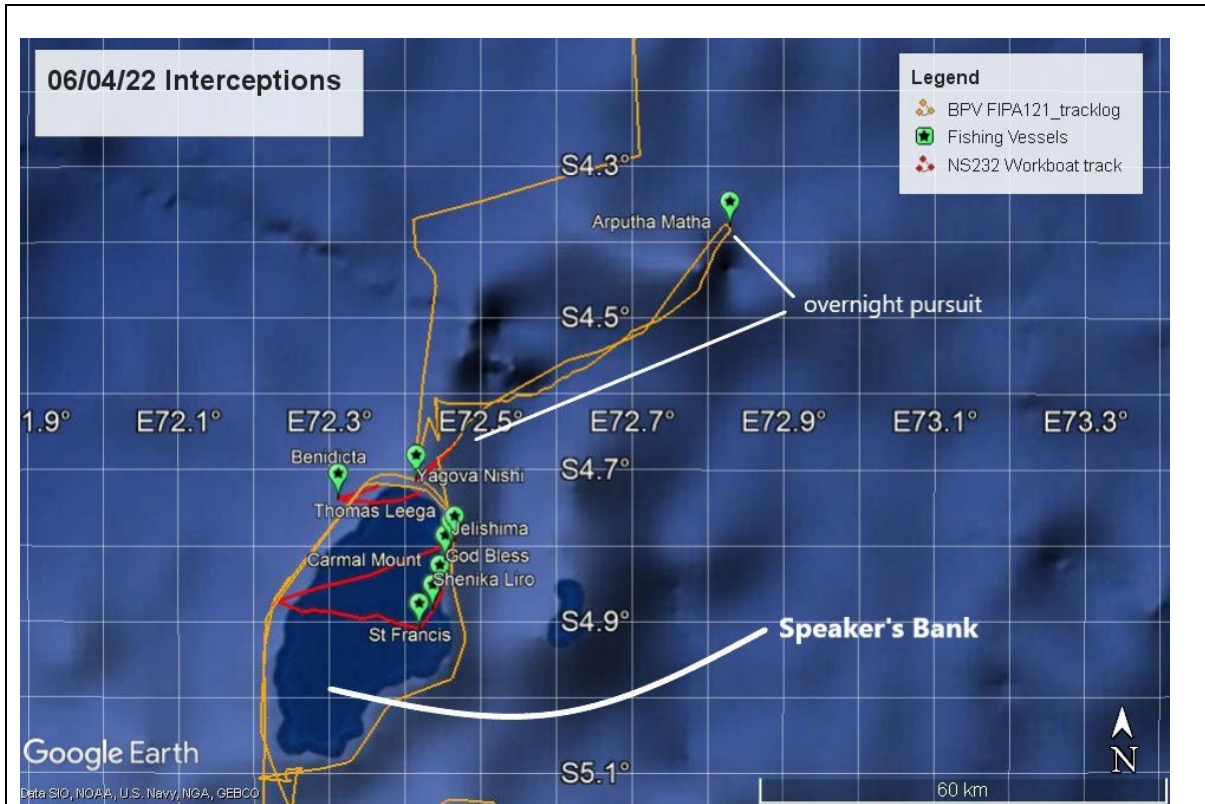 06/04/22 Interceptions
Legend
BPV FIPA121_tracklog
Fishing Vessels
NS232 Workboat track
S4.3°
Arputha Matha
overnight pursuit
S4.5°
1.9°
E72.1°
E72.3°
E72.5°
E72.7°
E72.9°
E73.1°
E73.3°
Benidicta
Yagova Nishi
S4.7°
Thomas Leega
Jelishima
Carmal Mount
God Bless
Shenika Liro
S4.9°
St Francis
Speaker's Bank
Google Earth
N
S5.1°
60 km
Data SIO, NOAA, U.S. Navy, NGA, GEBCO